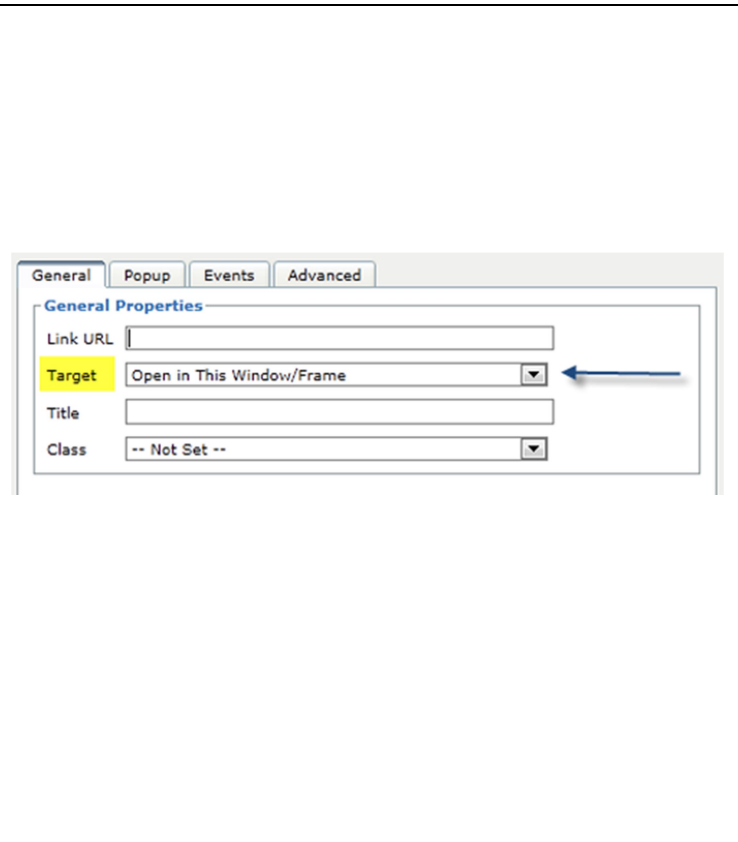 General Popup Events Advanced
General Properties
Link URL
Target Open in This Window/Frame
Title
Class -- Not Set --